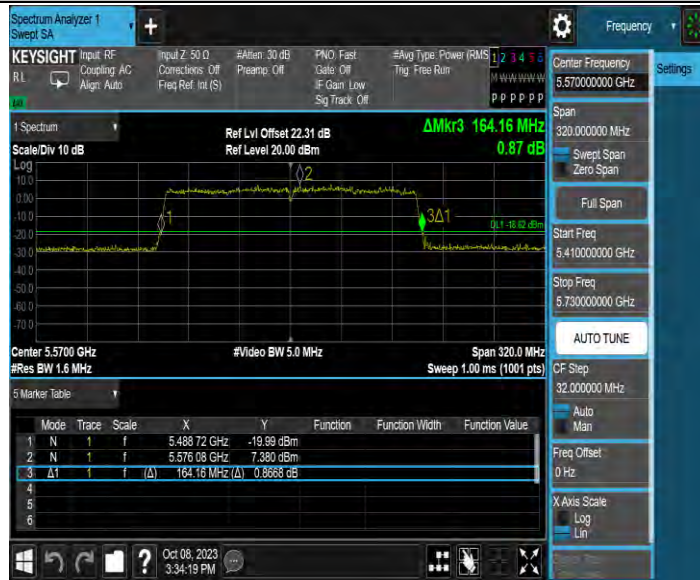 Spectrum Analyzer 1
Swept SA
+
Frequency
KEYSIGHT
RL
Input: RF
Coupling: AC
Align: Auto
Input Z: 50 Ω
Corrections: Off
Freq Ref: Int (S)
#Atten: 30 dB
Preamp: Off
PNO: Fast
Gate: Off
IF Gain: Low
Sig Track: Off
#Avg Type: Power (RMS
Trig: Free Run
1 2 3 4 5 6
M W W W W W
P P P P P P
1 Spectrum
Scale/Div 10 dB
Ref Lvl Offset 22.31 dB
Ref Level 20.00 dBm
ΔMkr3 164.16 MHz
0.87 dB
Log
10.0
0.00
-10.0
-20.0
-30.0
-40.0
-50.0
-60.0
-70.0
1
2
3Δ1
DL1 -18.62 dBm
Center 5.5700 GHz
#Video BW 5.0 MHz
Span 320.0 MHz
#Res BW 1.6 MHz
Sweep 1.00 ms (1001 pts)
5 Marker Table
Mode Trace Scale X Y Function Function Width Function Value
1 N 1 f 5.488 72 GHz -19.99 dBm
2 N 1 f 5.576 08 GHz 7.380 dBm
3 Δ1 1 f (Δ) 164.16 MHz (Δ) 0.8668 dB
4
5
6
Oct 08, 2023
3:34:19 PM
Center Frequency
5.570000000 GHz
Settings
Span
320.000000 MHz
Swept Span
Zero Span
Full Span
Start Freq
5.410000000 GHz
Stop Freq
5.730000000 GHz
AUTO TUNE
CF Step
32.000000 MHz
Auto
Man
Freq Offset
0 Hz
X Axis Scale
Log
Lin